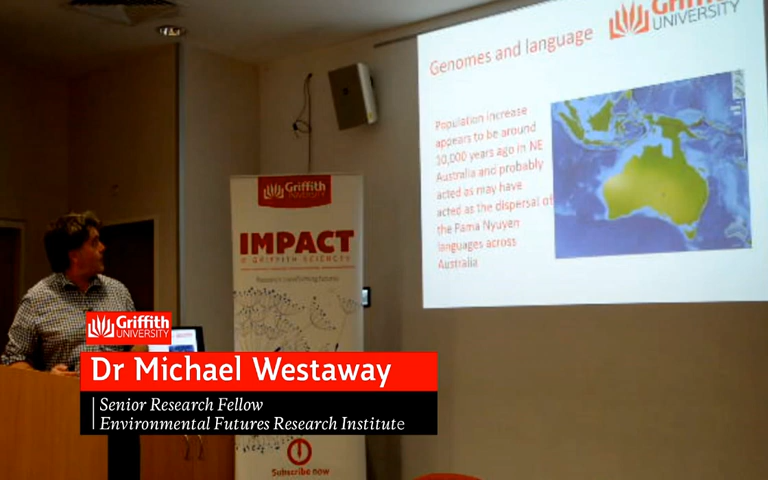 Griffith
UNIVERSITY
Genomes and language
Population increase
appears to be around
10,000 years ago in NE
Australia and probably
acted as may have
acted as the dispersal of
the Pama Nyuyen
languages across
Australia
Griffith
IMPACT
@ GRIFFITH SCIENCES
Subscribe now
Griffith
UNIVERSITY
Dr Michael Westaway
Senior Research Fellow
Environmental Futures Research Institute